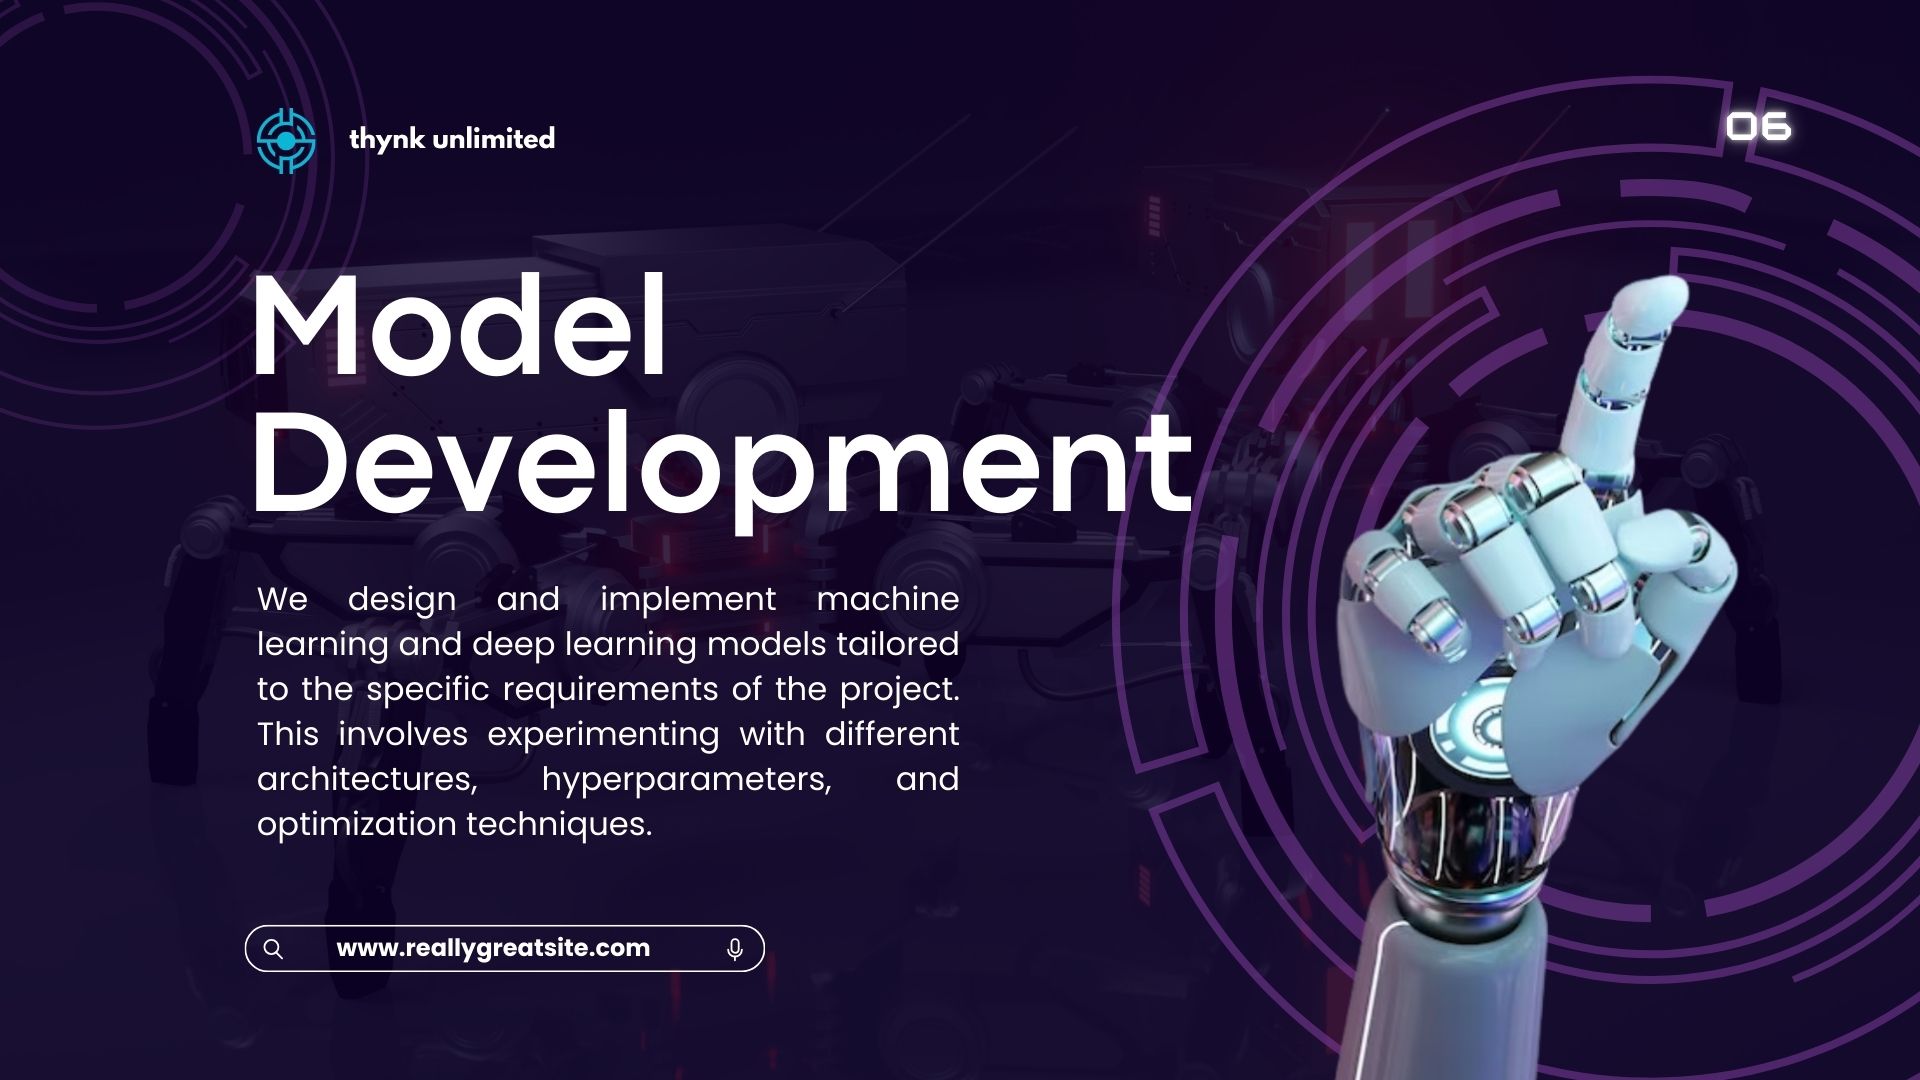 thynk unlimited
06
Model
Development
We design and implement machine
learning and deep learning models tailored
to the specific requirements of the project.
This involves experimenting with different
architectures, hyperparameters, and
optimization techniques.
www.reallygreatsite.com